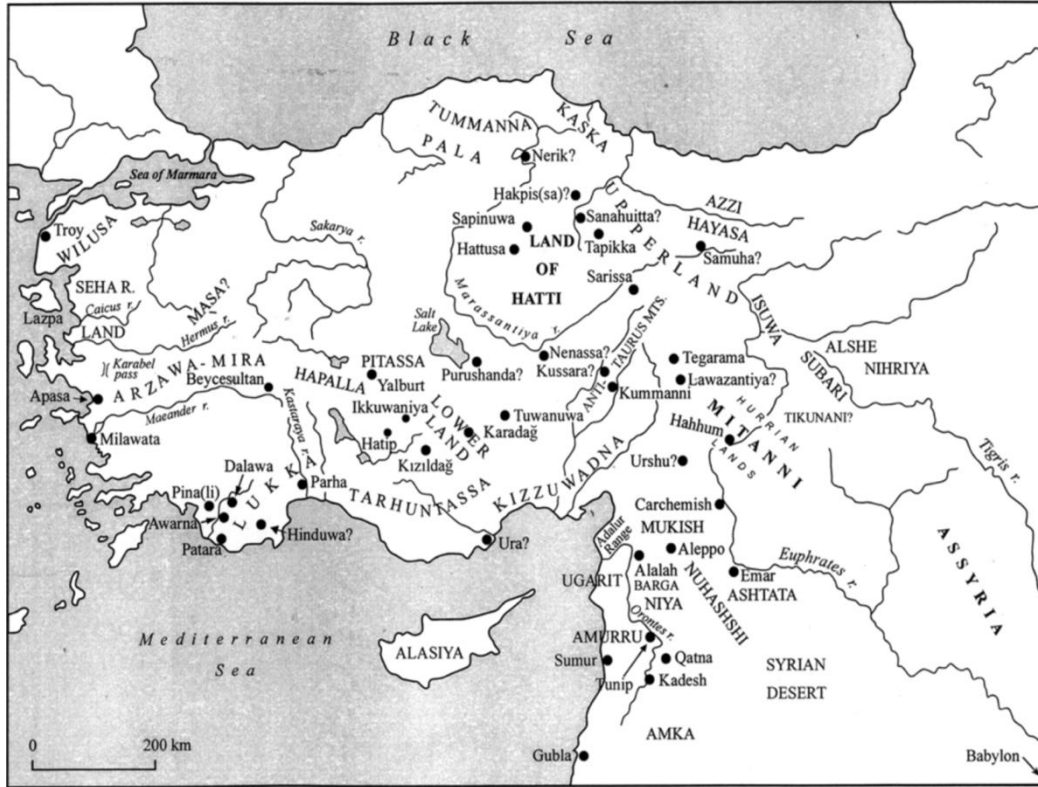 Black Sea
TUMMANNA
KASKA
PALA
Nerik?
Sea of Marmara
Hakpis(sa)?
UPPER LAND
AZZI
HAYASA
Troy
WILUSA
Sakarya r.
Sapinuwa
Sanahuitta?
Hattusa
LAND
OF
HATTI
Tapikka
Samuha?
Sarissa
SEHA R.
LAND
Caicus r.
MASA?
Lazpa
Hermus r.
Marassantiya r.
ISUWA
Salt
Lake
ANTI-TAURUS MTS.
ALSHE
Karabel
pass
ARZAWA-MIRA
PITASSA
Nenassa?
Tegarama
SUBARI
NIHRIYA
Beycesultan
HAPALLA
Yalburt
Purushanda?
Kussara?
Lawazantiya?
Apasa
Kummanni
HURRIAN
LANDS
TIKUNANI?
Maeander r.
Kastaraya r.
Ikkuwaniya
LOWER
LAND
Tuwanuwa
MITANNI
Milawata
Hatip
Karadağ
Hahhum
Tigris r.
Kızıldağ
Urshu?
Dalawa
LUKKA
Parha
TARHUNTASSA
KIZZUWADNA
Pina(li)
Carchemish
Awarna
Hinduwa?
MUKISH
ASSYRIA
Patara
Ura?
Adalur
Range
Aleppo
Euphrates r.
Alalah
Emar
UGARIT
BARGA
NUHASHSHI
ASHTATA
NIYA
Orontes r.
Mediterranean
Sea
ALASIYA
AMURRU
Sumur
Qatna
SYRIAN
DESERT
Tunip
Kadesh
AMKA
0 200 km
Gubla
Babylon